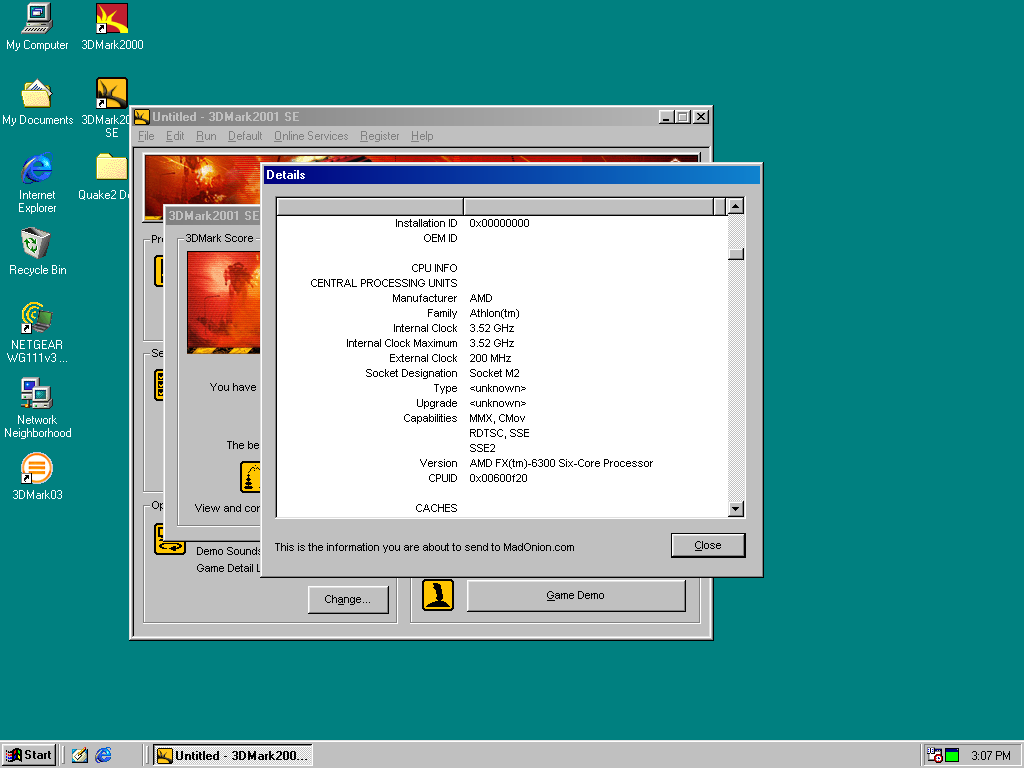 My Computer
3DMark2000
My Documents
3DMark20
SE
Internet
Explorer
Quake2 De
Recycle Bin
NETGEAR
WG111v3 ...
Network
Neighborhood
3DMark03
Untitled - 3DMark2001 SE
File Edit Run Default Online Services Register Help
3DMark2001 SE
3DMark Score
Pr
Se
You have
The be
View and cor
Op
Demo Sounds
Game Detail L
Change...
Game Demo
Details
Installation ID 0x00000000
OEM ID
CPU INFO
CENTRAL PROCESSING UNITS
Manufacturer AMD
Family Athlon(tm)
Internal Clock 3.52 GHz
Internal Clock Maximum 3.52 GHz
External Clock 200 MHz
Socket Designation Socket M2
Type <unknown>
Upgrade <unknown>
Capabilities MMX, CMov
RDTSC, SSE
SSE2
Version AMD FX(tm)-6300 Six-Core Processor
CPUID 0x00600f20
CACHES
This is the information you are about to send to MadOnion.com
Close
Start
Untitled - 3DMark200...
3:07 PM